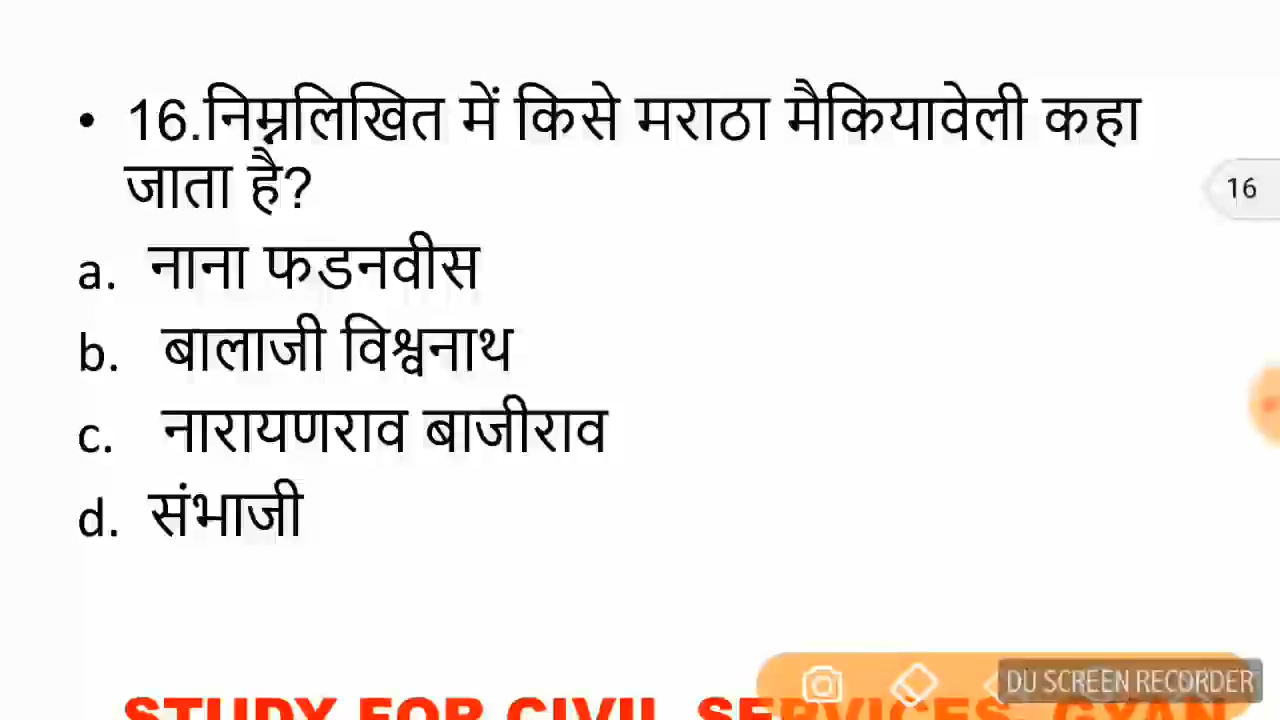 • 16.निम्नलिखित में किसे मराठा मैकियावेली कहा
जाता है?
16
a. नाना फडनवीस
b. बालाजी विश्वनाथ
c. नारायणराव बाजीराव
d. संभाजी
DU SCREEN RECORDER
STUDY FOR CIVIL SERVICES- GYAN